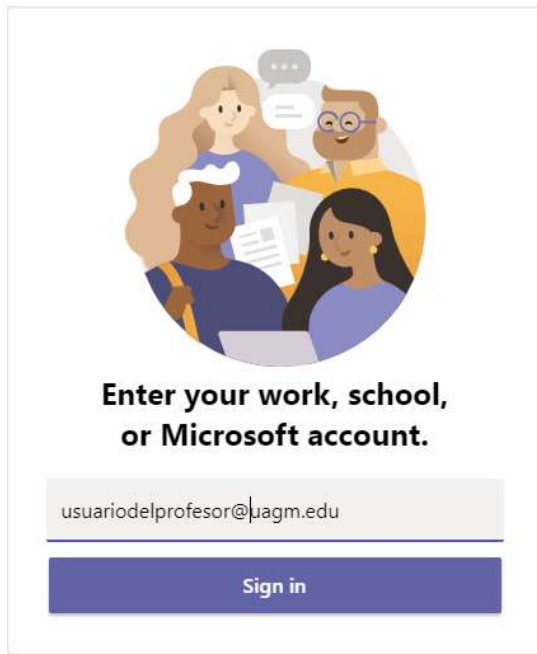 Enter your work, school,
or Microsoft account.
usuariodelprofesor@uagm.edu
Sign in